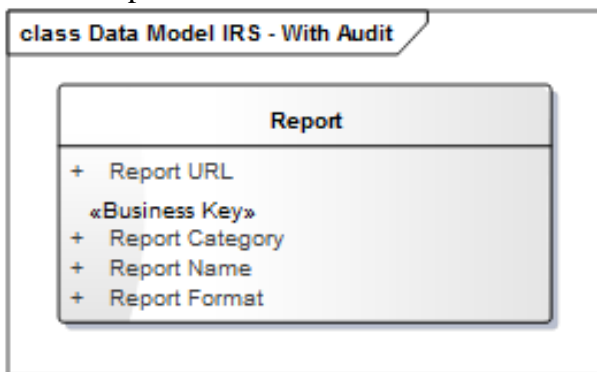 class Data Model IRS - With Audit
Report
+ Report URL
«Business Key»
+ Report Category
+ Report Name
+ Report Format